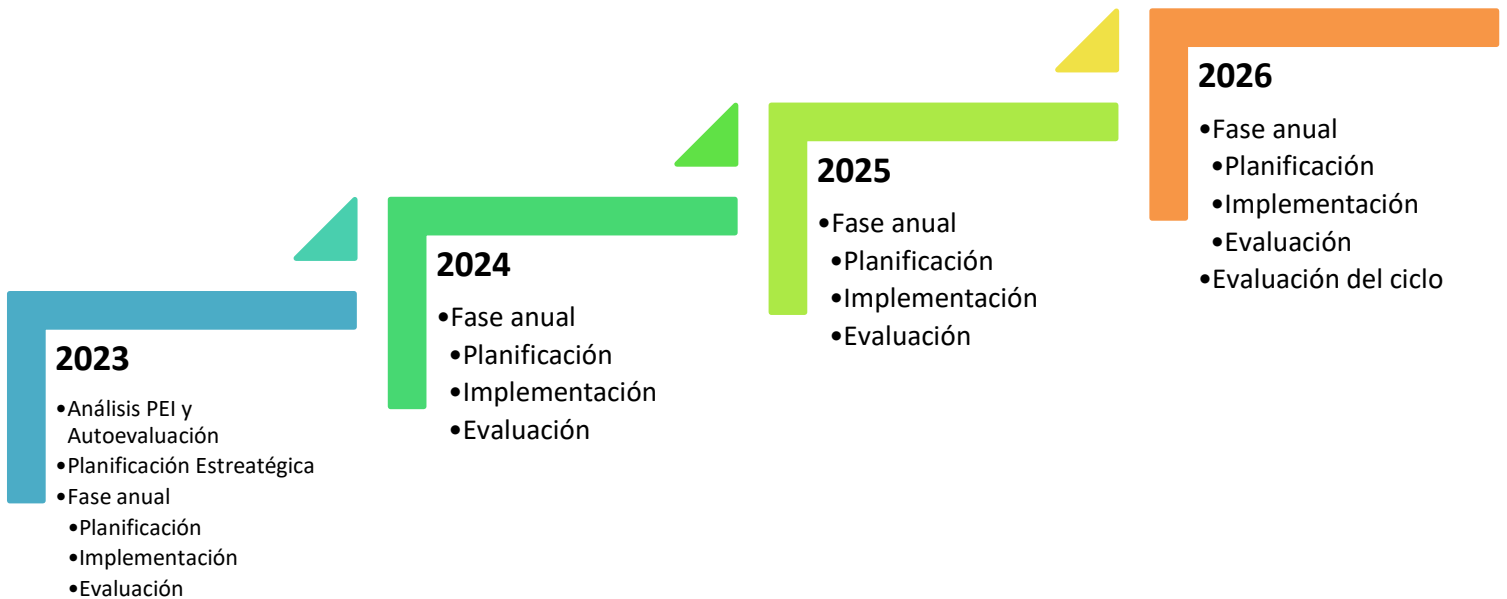 2023
•Análisis PEI y
Autoevaluación
•Planificación Estreatégica
•Fase anual
•Planificación
•Implementación
•Evaluación
2024
•Fase anual
•Planificación
•Implementación
•Evaluación
2025
•Fase anual
•Planificación
•Implementación
•Evaluación
2026
•Fase anual
•Planificación
•Implementación
•Evaluación
•Evaluación del ciclo